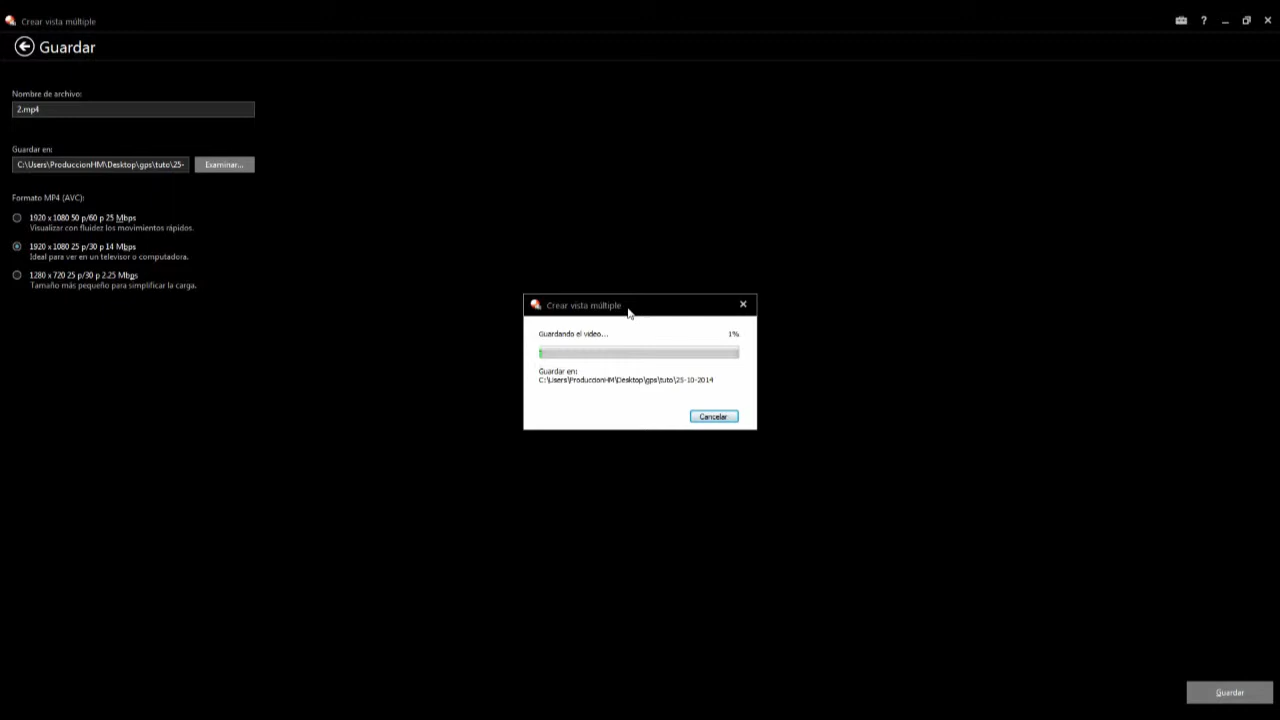 Crear vista múltiple
?
Guardar
Nombre de archivo:
2.mp4
Guardar en:
C:\Users\ProduccionHM\Desktop\gps\tuto\25-
Examinar...
Formato MP4 (AVC):
1920 x 1080 50 p/60 p 25 Mbps
Visualizar con fluidez los movimientos rápidos.
1920 x 1080 25 p/30 p 14 Mbps
Ideal para ver en un televisor o computadora.
1280 x 720 25 p/30 p 2.25 Mbps
Tamaño más pequeño para simplificar la carga.
Crear vista múltiple
Guardando el video... 1%
Guardar en:
C:\Users\ProduccionHM\Desktop\gps\tuto\25-10-2014
Cancelar
Guardar